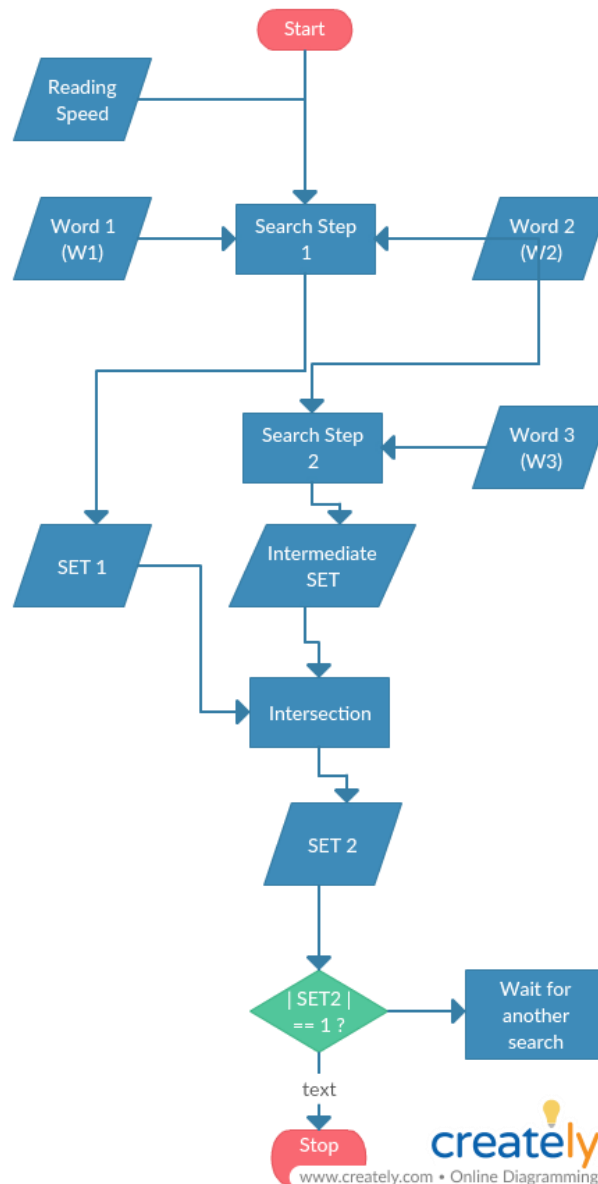 Start
Reading
Speed
Word 1
(W1)
Search Step
1
Word 2
(W2)
Search Step
2
Word 3
(W3)
SET 1
Intermediate
SET
Intersection
SET 2
| SET2 |
== 1 ?
Wait for
another
search
text
Stop
creately
www.creately.com • Online Diagramming